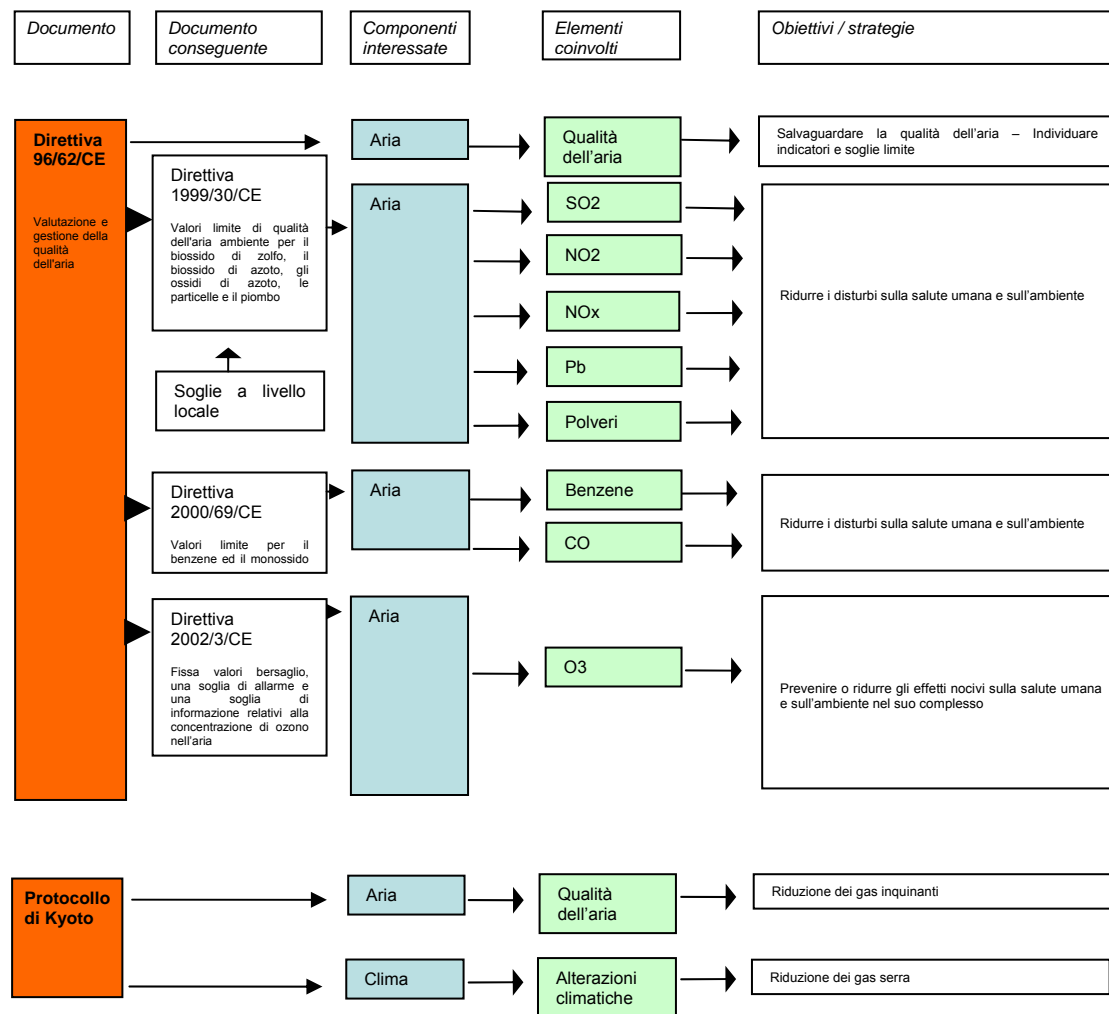 Documento
Documento
conseguente
Componenti
interessate
Elementi
coinvolti
Obiettivi / strategie
Direttiva
96/62/CE
Valutazione e
gestione della
qualità
dell'aria
Aria
Qualità
dell'aria
Salvaguardare la qualità dell'aria – Individuare
indicatori e soglie limite
Direttiva
1999/30/CE
Valori limite di qualità
dell'aria ambiente per il
biossido di zolfo, il
biossido di azoto, gli
ossidi di azoto, le
particelle e il piombo
Soglie a livello
locale
Aria
SO2
NO2
NOx
Pb
Polveri
Ridurre i disturbi sulla salute umana e sull'ambiente
Direttiva
2000/69/CE
Valori limite per il
benzene ed il monossido
Aria
Benzene
CO
Ridurre i disturbi sulla salute umana e sull'ambiente
Direttiva
2002/3/CE
Fissa valori bersaglio,
una soglia di allarme e
una soglia di
informazione relativi alla
concentrazione di ozono
nell'aria
Aria
O3
Prevenire o ridurre gli effetti nocivi sulla salute umana
e sull'ambiente nel suo complesso
Protocollo
di Kyoto
Aria
Qualità
dell'aria
Riduzione dei gas inquinanti
Clima
Alterazioni
climatiche
Riduzione dei gas serra